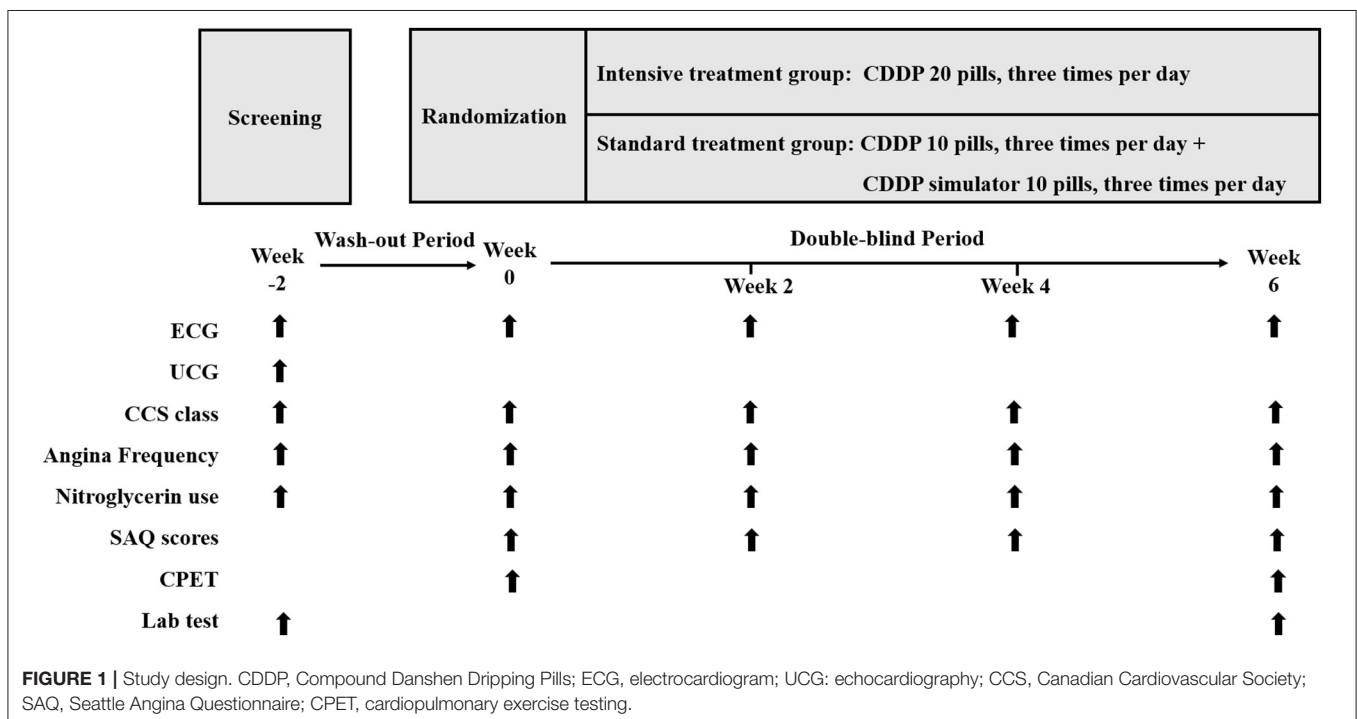 Screening
Randomization
Intensive treatment group: CDDP 20 pills, three times per day
Standard treatment group: CDDP 10 pills, three times per day +
CDDP simulator 10 pills, three times per day
Wash-out Period
Double-blind Period
Week
-2
Week
0
Week 2
Week 4
Week
6
ECG
UCG
CCS class
Angina Frequency
Nitroglycerin use
SAQ scores
CPET
Lab test
FIGURE 1 | Study design. CDDP, Compound Danshen Dripping Pills; ECG, electrocardiogram; UCG: echocardiography; CCS, Canadian Cardiovascular Society;
SAQ, Seattle Angina Questionnaire; CPET, cardiopulmonary exercise testing.